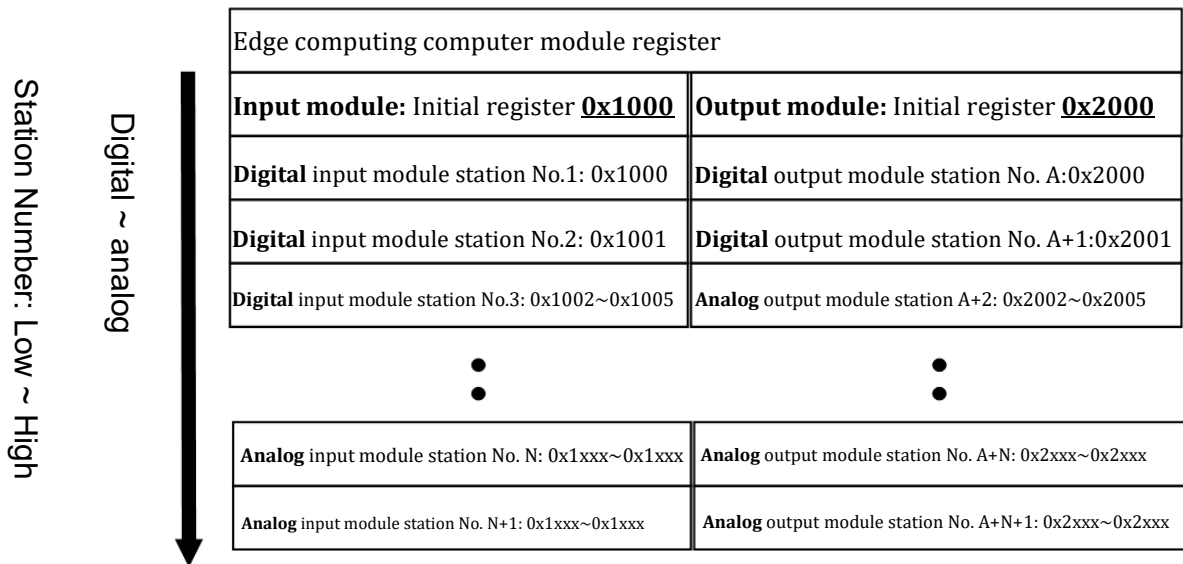 Edge computing computer module register
Input module: Initial register 0x1000
Output module: Initial register 0x2000
Digital input module station No.1: 0x1000
Digital output module station No. A:0x2000
Digital input module station No.2: 0x1001
Digital output module station No. A+1:0x2001
Digital input module station No.3: 0x1002~0x1005
Analog output module station A+2: 0x2002~0x2005
Analog input module station No. N: 0x1xxx~0x1xxx
Analog output module station No. A+N: 0x2xxx~0x2xxx
Analog input module station No. N+1: 0x1xxx~0x1xxx
Analog output module station No. A+N+1: 0x2xxx~0x2xxx
Digital ~ analog
Station Number: Low ~ High